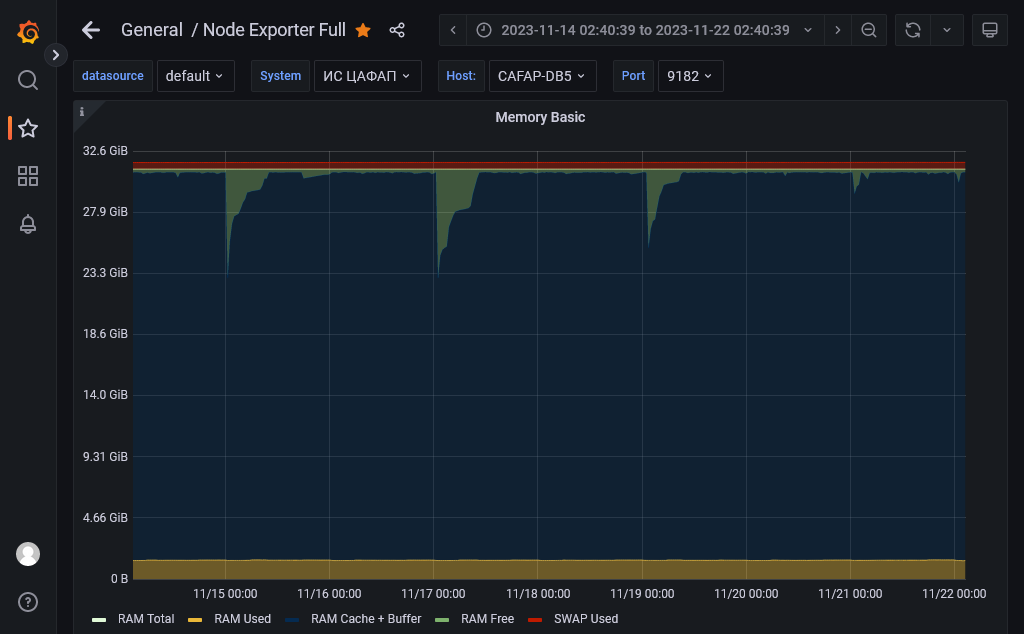 General / Node Exporter Full
2023-11-14 02:40:39 to 2023-11-22 02:40:39
datasource default System ИС ЦАФАП Host: CAFAP-DB5 Port 9182
i
Memory Basic
32.6 GiB
27.9 GiB
23.3 GiB
18.6 GiB
14.0 GiB
9.31 GiB
4.66 GiB
0 B
11/15 00:00 11/16 00:00 11/17 00:00 11/18 00:00 11/19 00:00 11/20 00:00 11/21 00:00 11/22 00:00
RAM Total RAM Used RAM Cache + Buffer RAM Free SWAP Used